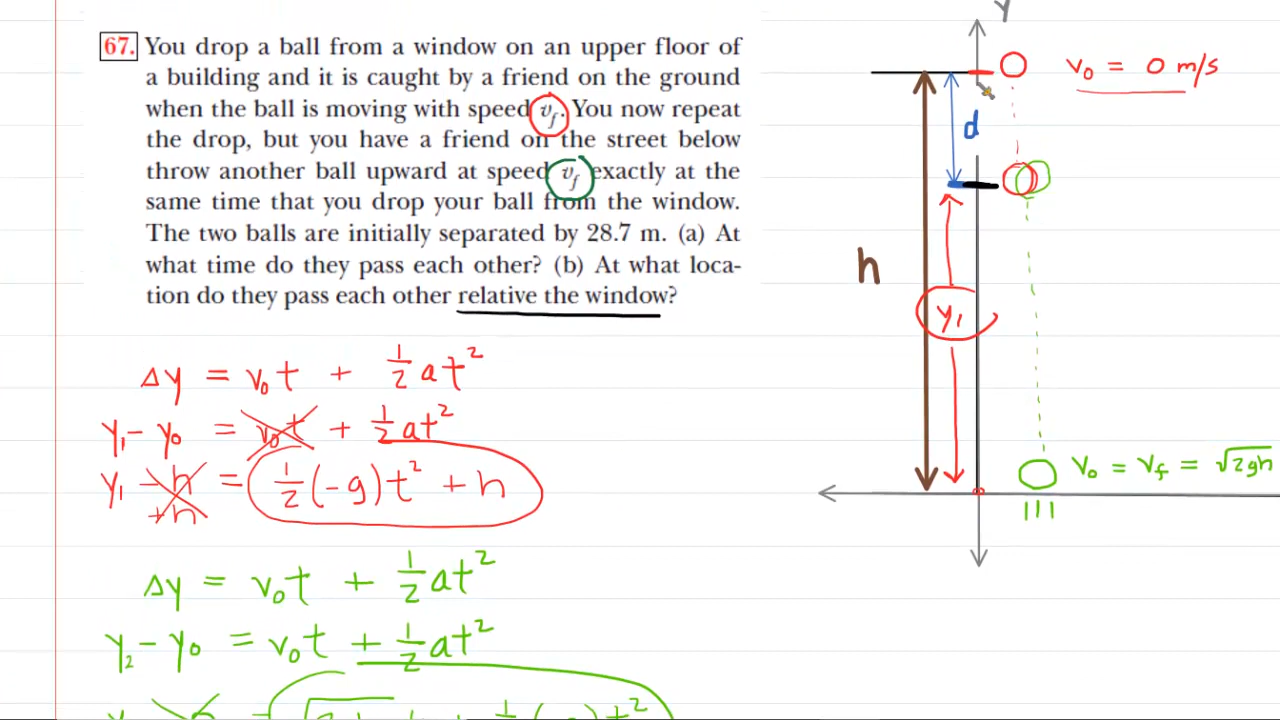 67. You drop a ball from a window on an upper floor of
a building and it is caught by a friend on the ground
when the ball is moving with speed v_f. You now repeat
the drop, but you have a friend on the street below
throw another ball upward at speed v_f exactly at the
same time that you drop your ball from the window.
The two balls are initially separated by 28.7 m. (a) At
what time do they pass each other? (b) At what loca-
tion do they pass each other relative the window?
Δy = v₀t + ½at²
y₁ - y₀ = v₀t + ½at²
y₁ - h = ½(-g)t² + h
+h
Δy = v₀t + ½at²
y₂ - y₀ = v₀t + ½at²
y
v₀ = 0 m/s
d
h
y₁
v₀ = v_f = √2gh